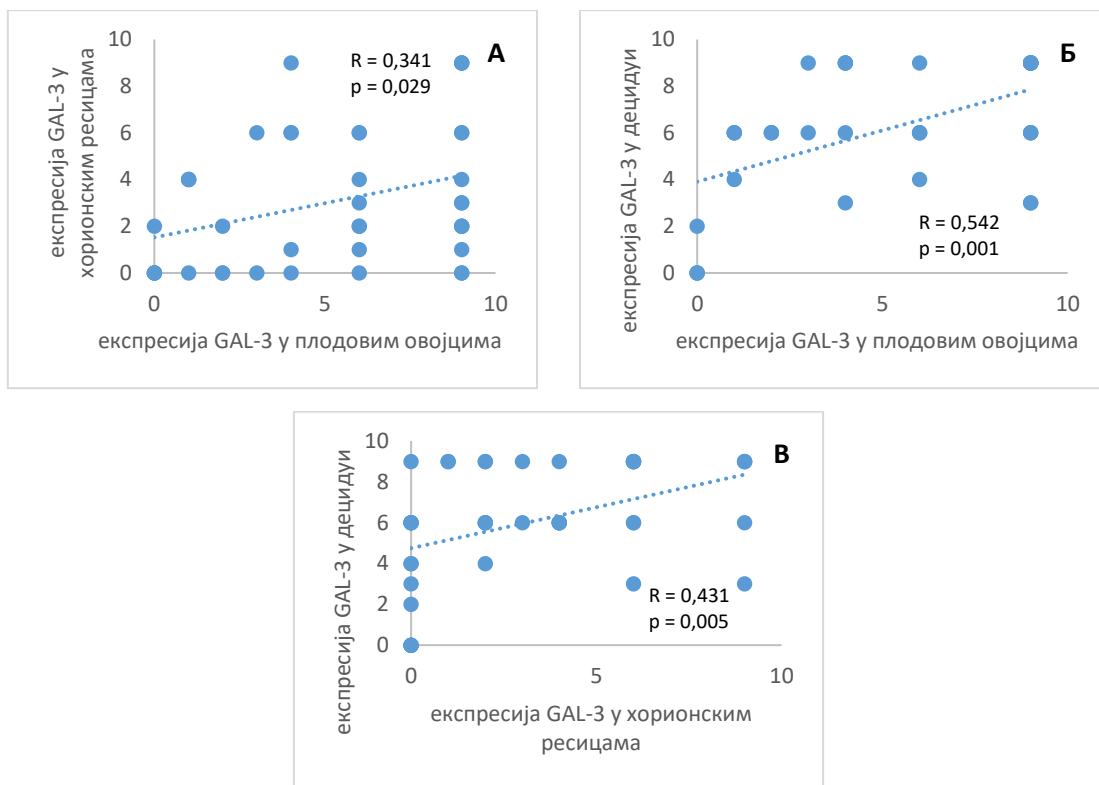 А
R = 0,341
p = 0,029
експресија GAL-3 у
хорионским ресицама
10
8
6
4
2
0
0
5
10
експресија GAL-3 у плодовим овојцима
Б
експресија GAL-3 у децидуи
10
8
6
4
2
0
R = 0,542
p = 0,001
0
5
10
експресија GAL-3 у плодовим овојцима
В
експресија GAL-3 у децидуи
10
8
6
4
2
0
R = 0,431
p = 0,005
0
5
10
експресија GAL-3 у хорионским
ресицама